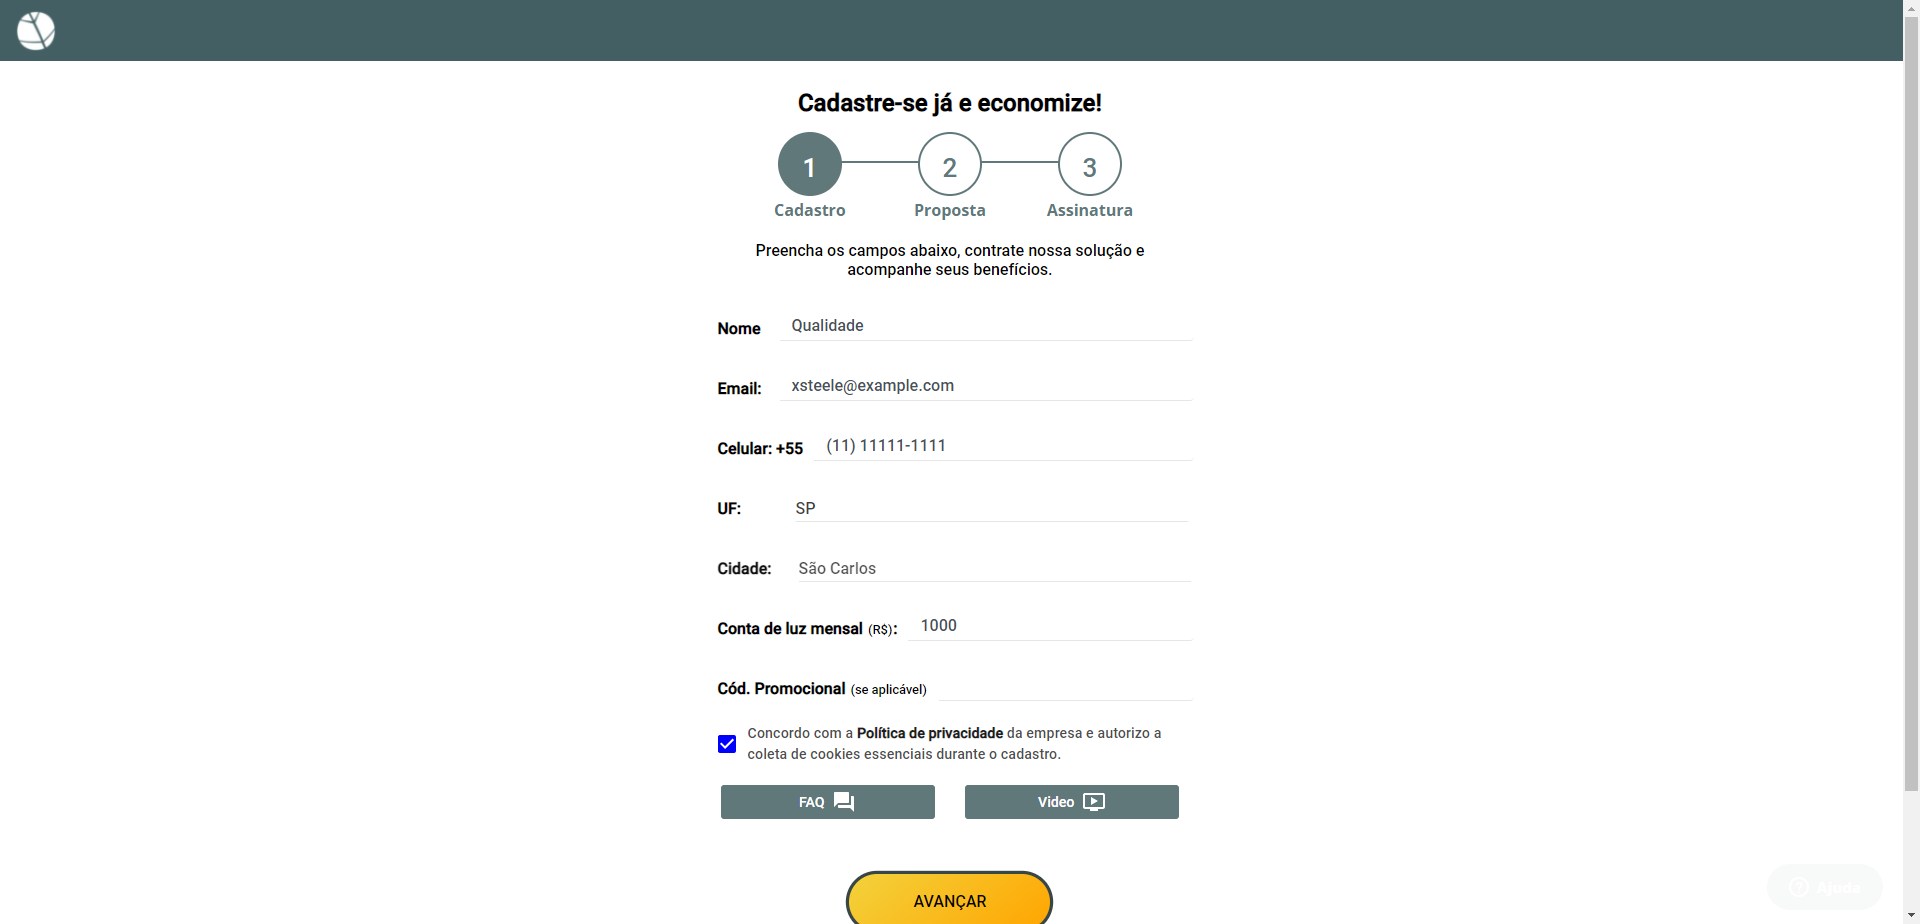 Cadastre-se já e economize!
1
2
3
Cadastro
Proposta
Assinatura
Preencha os campos abaixo, contrate nossa solução e
acompanhe seus benefícios.
Nome Qualidade
Email: xsteele@example.com
Celular: +55 (11) 11111-1111
UF: SP
Cidade: São Carlos
Conta de luz mensal (R$): 1000
Cód. Promocional (se aplicável)
Concordo com a Política de privacidade da empresa e autorizo a
coleta de cookies essenciais durante o cadastro.
FAQ
Video
AVANÇAR
Ajuda